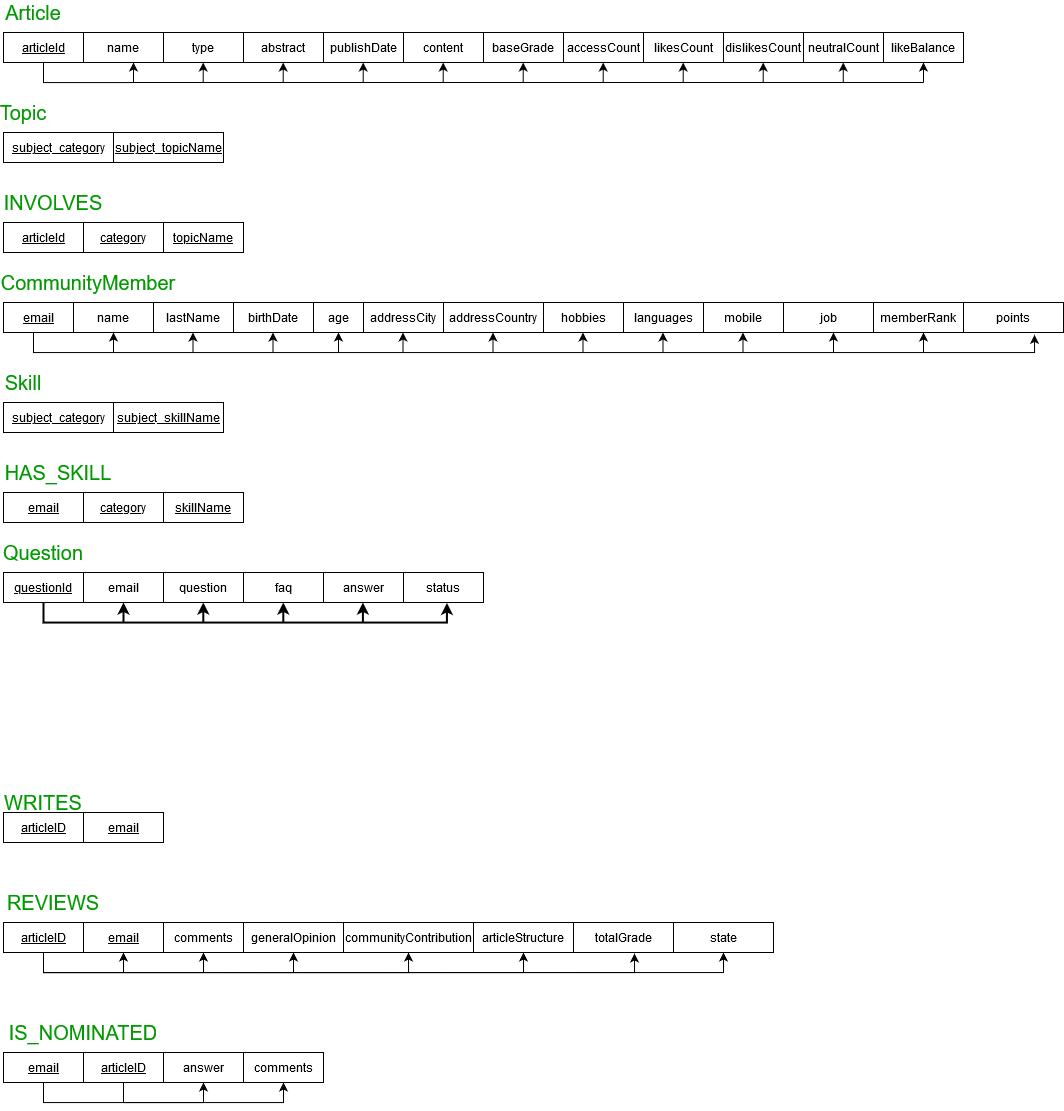 Article
articleId name type abstract publishDate content baseGrade accessCount likesCount dislikesCount neutralCount likeBalance
Topic
subject_category subject_topicName
INVOLVES
articleId category topicName
CommunityMember
email name lastName birthDate age addressCity addressCountry hobbies languages mobile job memberRank points
Skill
subject_category subject_skillName
HAS_SKILL
email category skillName
Question
questionId email question faq answer status
WRITES
articleID email
REVIEWS
articleID email comments generalOpinion communityContribution articleStructure totalGrade state
IS_NOMINATED
email articleID answer comments